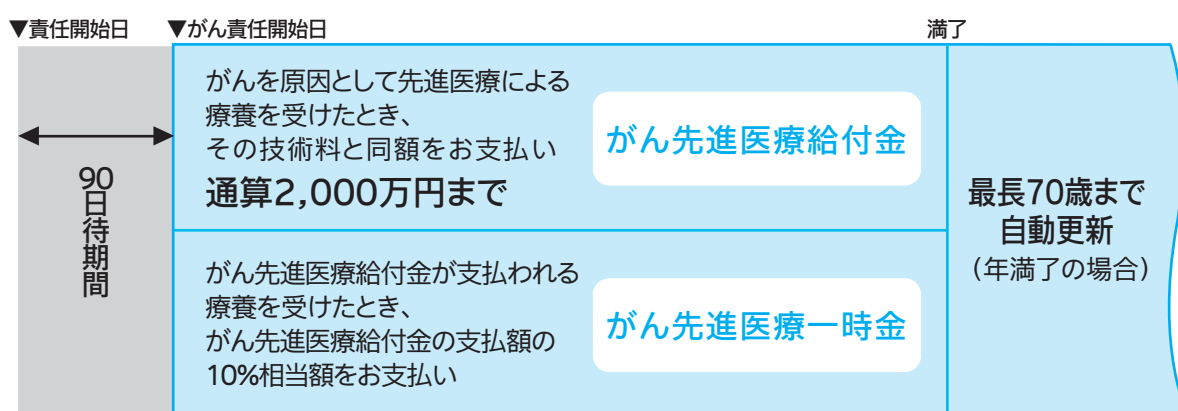 ▼責任開始日
▼がん責任開始日
満了
90日待期間
がんを原因として先進医療による
療養を受けたとき、
その技術料と同額をお支払い
通算2,000万円まで
がん先進医療給付金
がん先進医療給付金が支払われる
療養を受けたとき、
がん先進医療給付金の支払額の
10%相当額をお支払い
がん先進医療一時金
最長70歳まで
自動更新
（年満了の場合）